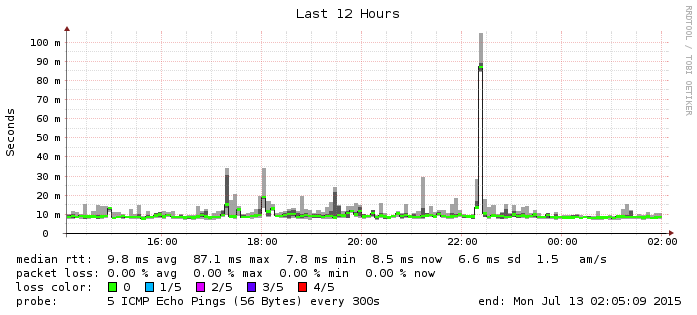 Last 12 Hours
RRDTOOL / TOBI OETIKER
Seconds
100 m
90 m
80 m
70 m
60 m
50 m
40 m
30 m
20 m
10 m
0
16:00 18:00 20:00 22:00 00:00 02:00
median rtt: 9.8 ms avg 87.1 ms max 7.8 ms min 8.5 ms now 6.6 ms sd 1.5 am/s
packet loss: 0.00 % avg 0.00 % max 0.00 % min 0.00 % now
loss color: 0 1/5 2/5 3/5 4/5
probe: 5 ICMP Echo Pings (56 Bytes) every 300s end: Mon Jul 13 02:05:09 2015